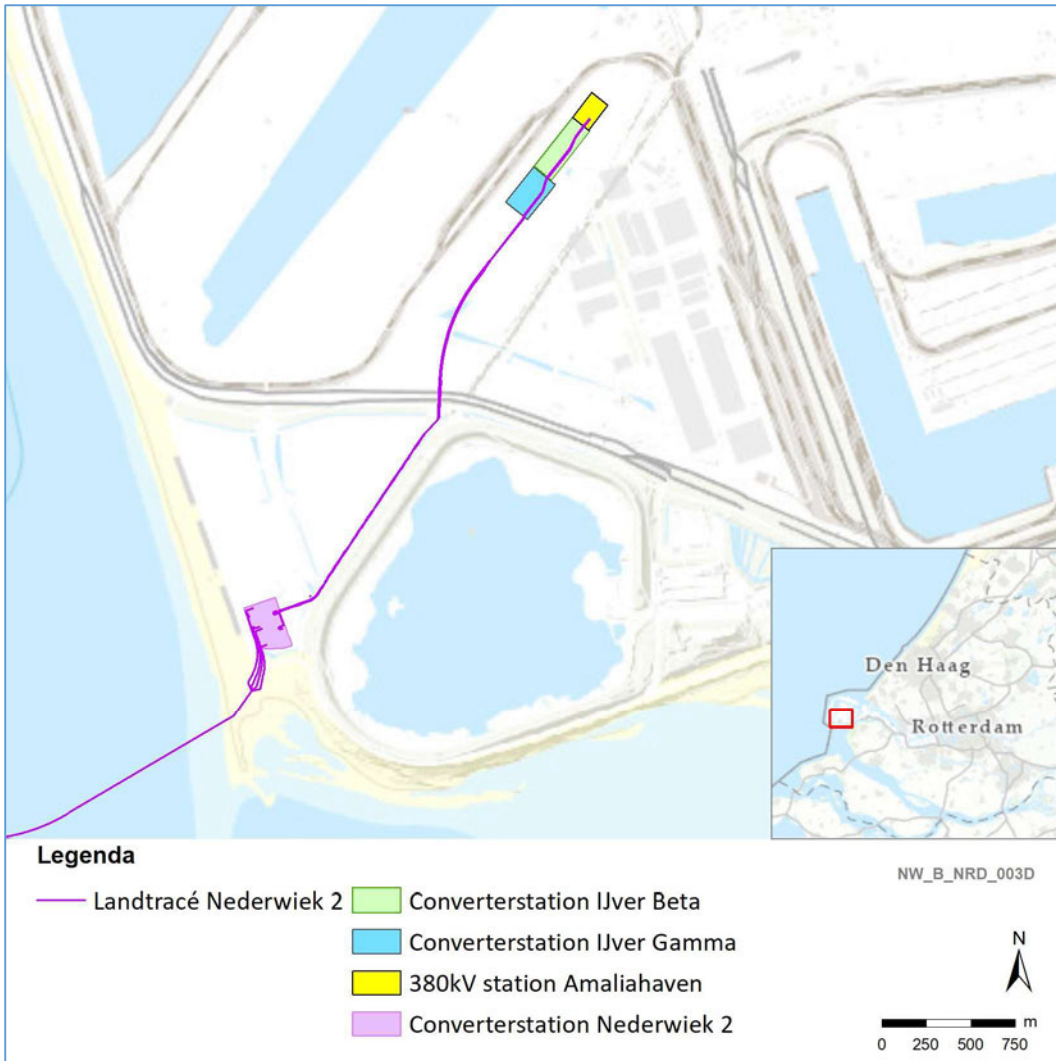 Den Haag
Rotterdam
Legenda
NW_B_NRD_003D
Landtracé Nederwiek 2
Converterstation IJver Beta
Converterstation IJver Gamma
380kV station Amaliahaven
Converterstation Nederwiek 2
N
m
0 250 500 750